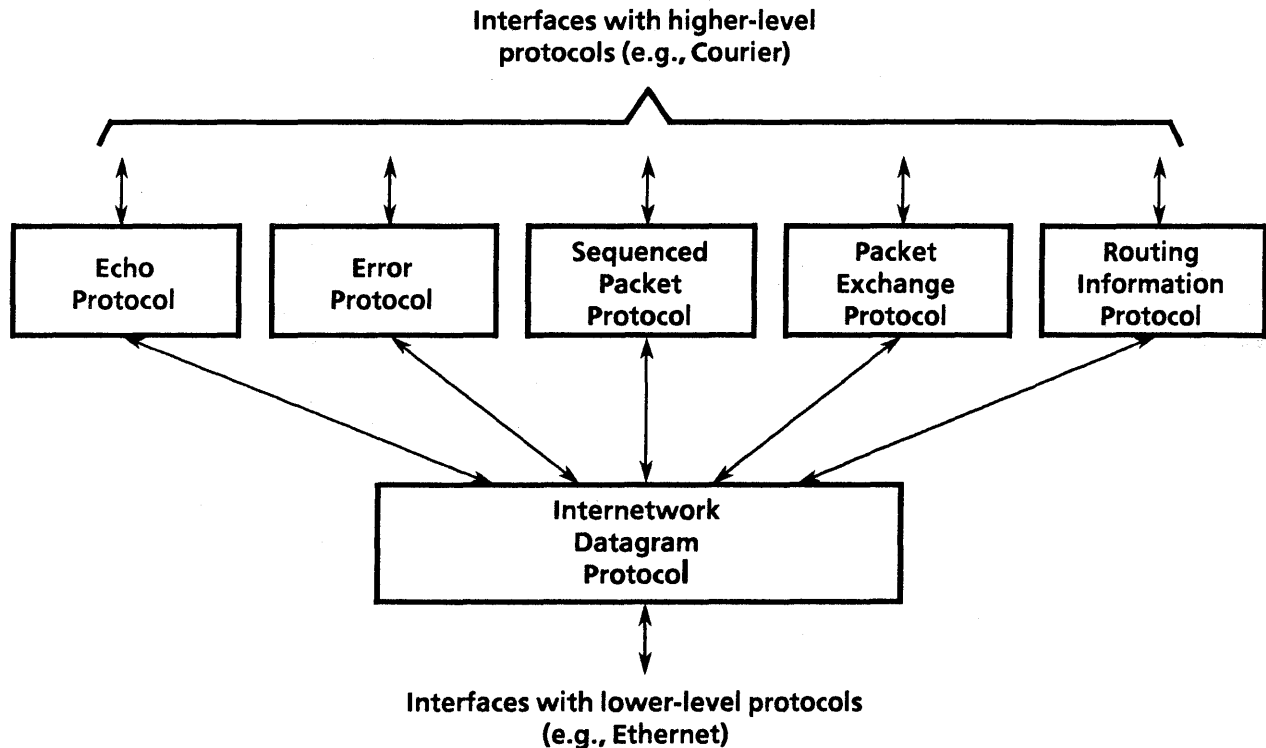 Interfaces with higher-level
protocols (e.g., Courier)
Echo
Protocol
Error
Protocol
Sequenced
Packet
Protocol
Packet
Exchange
Protocol
Routing
Information
Protocol
Internetwork
Datagram
Protocol
Interfaces with lower-level protocols
(e.g., Ethernet)